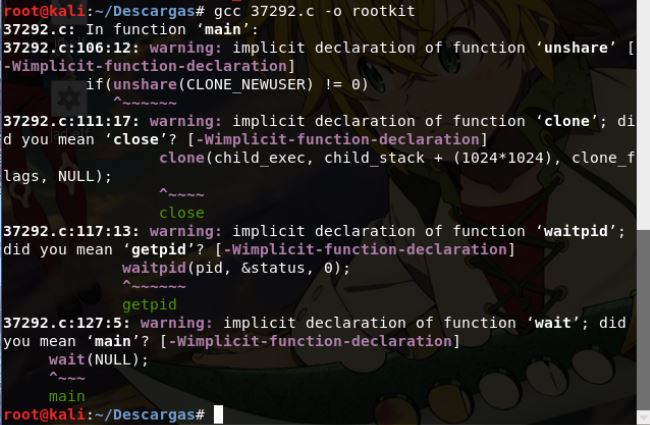 root@kali:~/Descargas# gcc 37292.c -o rootkit
37292.c: In function ‘main’:
37292.c:106:12: warning: implicit declaration of function ‘unshare’ [
-Wimplicit-function-declaration]
if(unshare(CLONE_NEWUSER) != 0)
^~~~~~~
37292.c:111:17: warning: implicit declaration of function ‘clone’; di
d you mean ‘close’? [-Wimplicit-function-declaration]
clone(child_exec, child_stack + (1024*1024), clone_f
lags, NULL);
^~~~~
close
37292.c:117:13: warning: implicit declaration of function ‘waitpid’;
did you mean ‘getpid’? [-Wimplicit-function-declaration]
waitpid(pid, &status, 0);
^~~~~~~
getpid
37292.c:127:5: warning: implicit declaration of function ‘wait’; did
you mean ‘main’? [-Wimplicit-function-declaration]
wait(NULL);
^~~~
main
root@kali:~/Descargas#